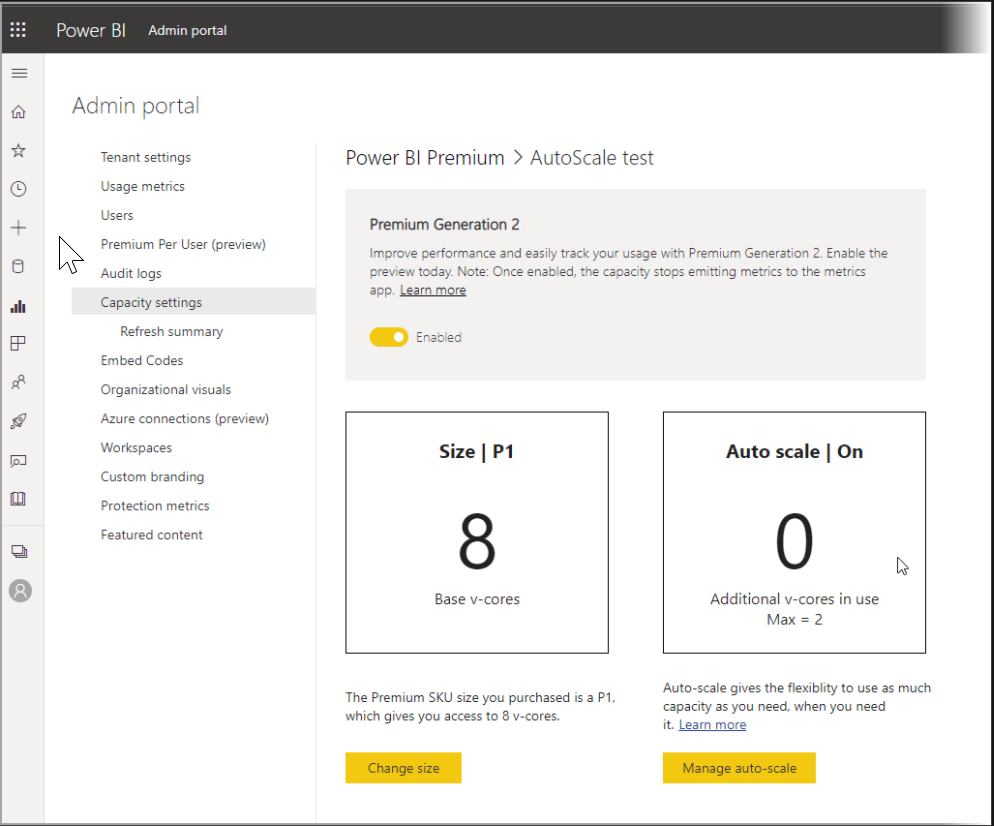 Power BI Admin portal
Admin portal
Tenant settings
Usage metrics
Users
Premium Per User (preview)
Audit logs
Capacity settings
Refresh summary
Embed Codes
Organizational visuals
Azure connections (preview)
Workspaces
Custom branding
Protection metrics
Featured content
Power BI Premium > AutoScale test
Premium Generation 2
Improve performance and easily track your usage with Premium Generation 2. Enable the
preview today. Note: Once enabled, the capacity stops emitting metrics to the metrics
app. Learn more
Enabled
Size | P1
8
Base v-cores
The Premium SKU size you purchased is a P1,
which gives you access to 8 v-cores.
Change size
Auto scale | On
0
Additional v-cores in use
Max = 2
Auto-scale gives the flexiblity to use as much
capacity as you need, when you need
it. Learn more
Manage auto-scale